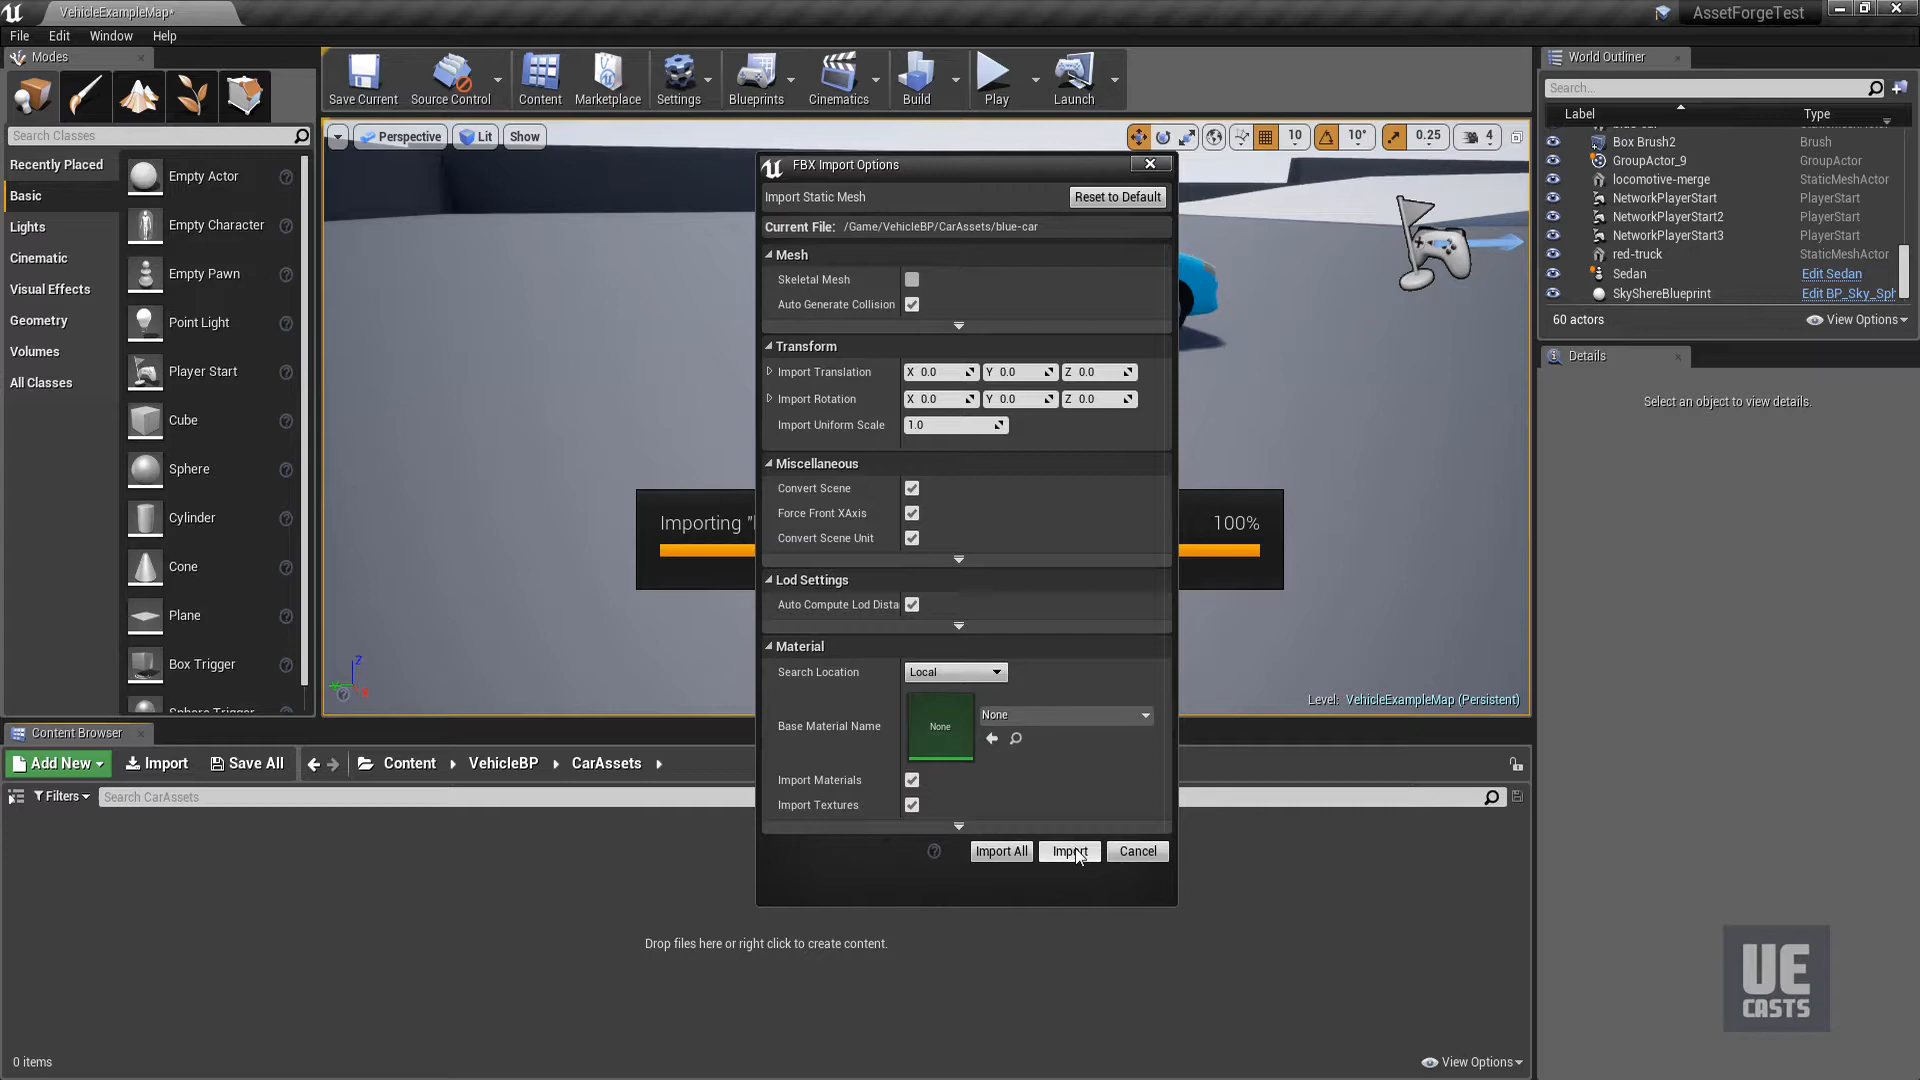 VehicleExampleMap*
AssetForgeTest
File Edit Window Help
Modes
Search Classes
Recently Placed
Basic
Lights
Cinematic
Visual Effects
Geometry
Volumes
All Classes
Empty Actor
Empty Character
Empty Pawn
Point Light
Player Start
Cube
Sphere
Cylinder
Cone
Plane
Box Trigger
Sphere Trigger
Save Current Source Control Content Marketplace Settings Blueprints Cinematics Build Play Launch
Perspective Lit Show
10 10° 0.25 4
FBX Import Options
Import Static Mesh Reset to Default
Current File: /Game/VehicleBP/CarAssets/blue-car
Mesh
Skeletal Mesh
Auto Generate Collision
Transform
Import Translation X 0.0 Y 0.0 Z 0.0
Import Rotation X 0.0 Y 0.0 Z 0.0
Import Uniform Scale 1.0
Miscellaneous
Convert Scene
Force Front XAxis
Convert Scene Unit
Lod Settings
Auto Compute Lod Dista
Material
Search Location Local
Base Material Name None None
Import Materials
Import Textures
Import All Import Cancel
Importing "
100%
Z
X
Level: VehicleExampleMap (Persistent)
World Outliner
Search...
Label Type
Box Brush2 Brush
GroupActor_9 GroupActor
locomotive-merge StaticMeshActor
NetworkPlayerStart PlayerStart
NetworkPlayerStart2 PlayerStart
NetworkPlayerStart3 PlayerStart
red-truck StaticMeshActor
Sedan Edit Sedan
SkyShereBlueprint Edit BP_Sky_Sph
60 actors View Options
Details
Select an object to view details.
Content Browser
Add New Import Save All Content VehicleBP CarAssets
Filters Search CarAssets
Drop files here or right click to create content.
0 items View Options
UE
CASTS